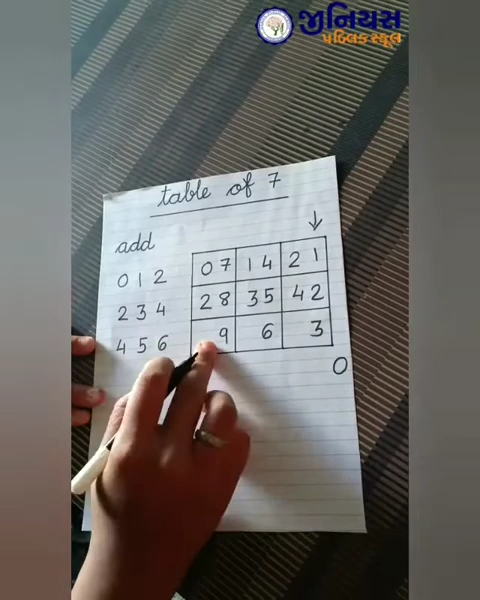 જીનિયસ
પબ્લિક સ્કૂલ
table of 7
add
0 1 2
2 3 4
4 5 6
07 14 21
28 35 42
9 6 3
0